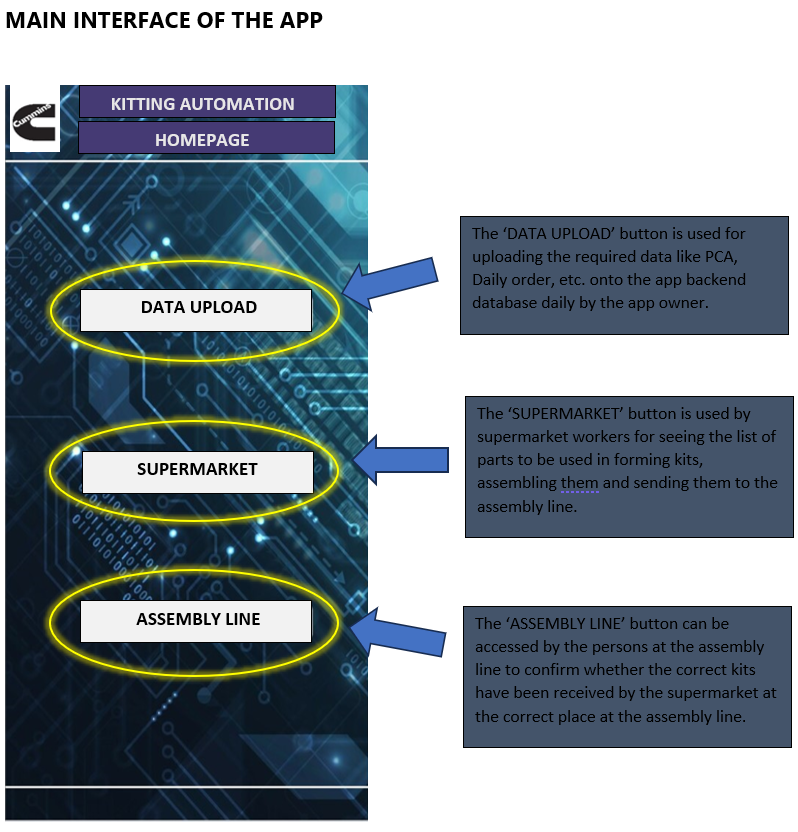 MAIN INTERFACE OF THE APP
Cummins
KITTING AUTOMATION
HOMEPAGE
DATA UPLOAD
The ‘DATA UPLOAD’ button is used for
uploading the required data like PCA,
Daily order, etc. onto the app backend
database daily by the app owner.
SUPERMARKET
The ‘SUPERMARKET’ button is used by
supermarket workers for seeing the list of
parts to be used in forming kits,
assembling them and sending them to the
assembly line.
ASSEMBLY LINE
The ‘ASSEMBLY LINE’ button can be
accessed by the persons at the assembly
line to confirm whether the correct kits
have been received by the supermarket at
the correct place at the assembly line.